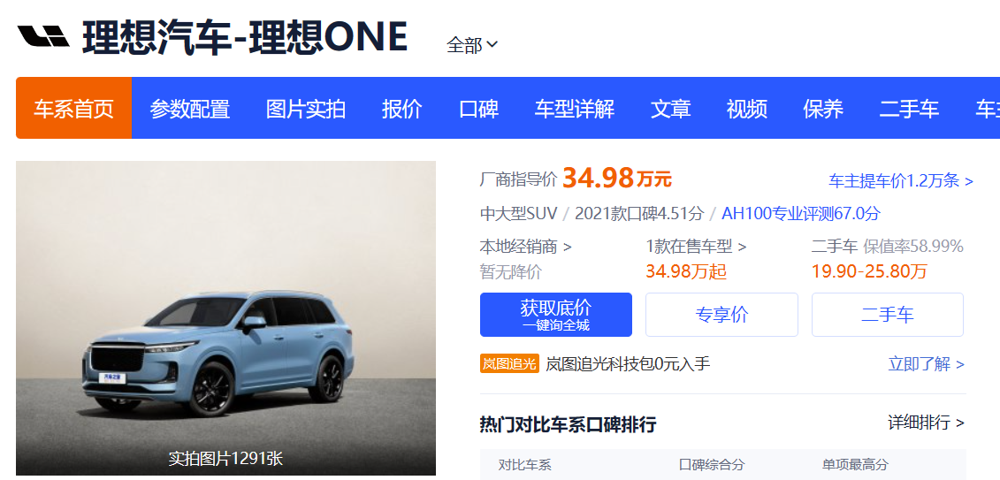 理想汽车-理想ONE 全部
车系首页 参数配置 图片实拍 报价 口碑 车型详解 文章 视频 保养 二手车 车主
厂商指导价 34.98万元 车主提车价1.2万条 >
中大型SUV / 2021款口碑4.51分 / AH100专业评测67.0分
本地经销商 > 1款在售车型 > 二手车 保值率58.99%
暂无降价 34.98万起 19.90-25.80万
获取底价 专享价 二手车
一键询全城
岚图追光 岚图追光科技包0元入手 立即了解 >
热门对比车系口碑排行 详细排行 >
对比车系 口碑综合分 单项最高分
汽车之家
实拍图片1291张